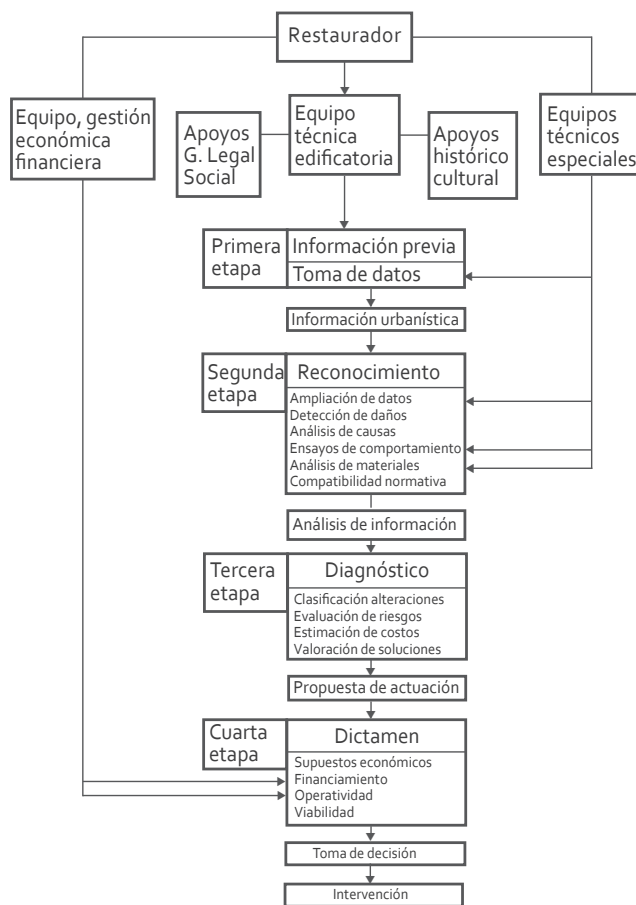 Restaurador
Equipo, gestión
económica
financiera
Apoyos
G. Legal
Social
Equipo
técnica
edificatoria
Apoyos
histórico
cultural
Equipos
técnicos
especiales
Primera
etapa
Información previa
Toma de datos
Información urbanística
Segunda
etapa
Reconocimiento
Ampliación de datos
Detección de daños
Análisis de causas
Ensayos de comportamiento
Análisis de materiales
Compatibilidad normativa
Análisis de información
Tercera
etapa
Diagnóstico
Clasificación alteraciones
Evaluación de riesgos
Estimación de costos
Valoración de soluciones
Propuesta de actuación
Cuarta
etapa
Dictamen
Supuestos económicos
Financiamiento
Operatividad
Viabilidad
Toma de decisión
Intervención